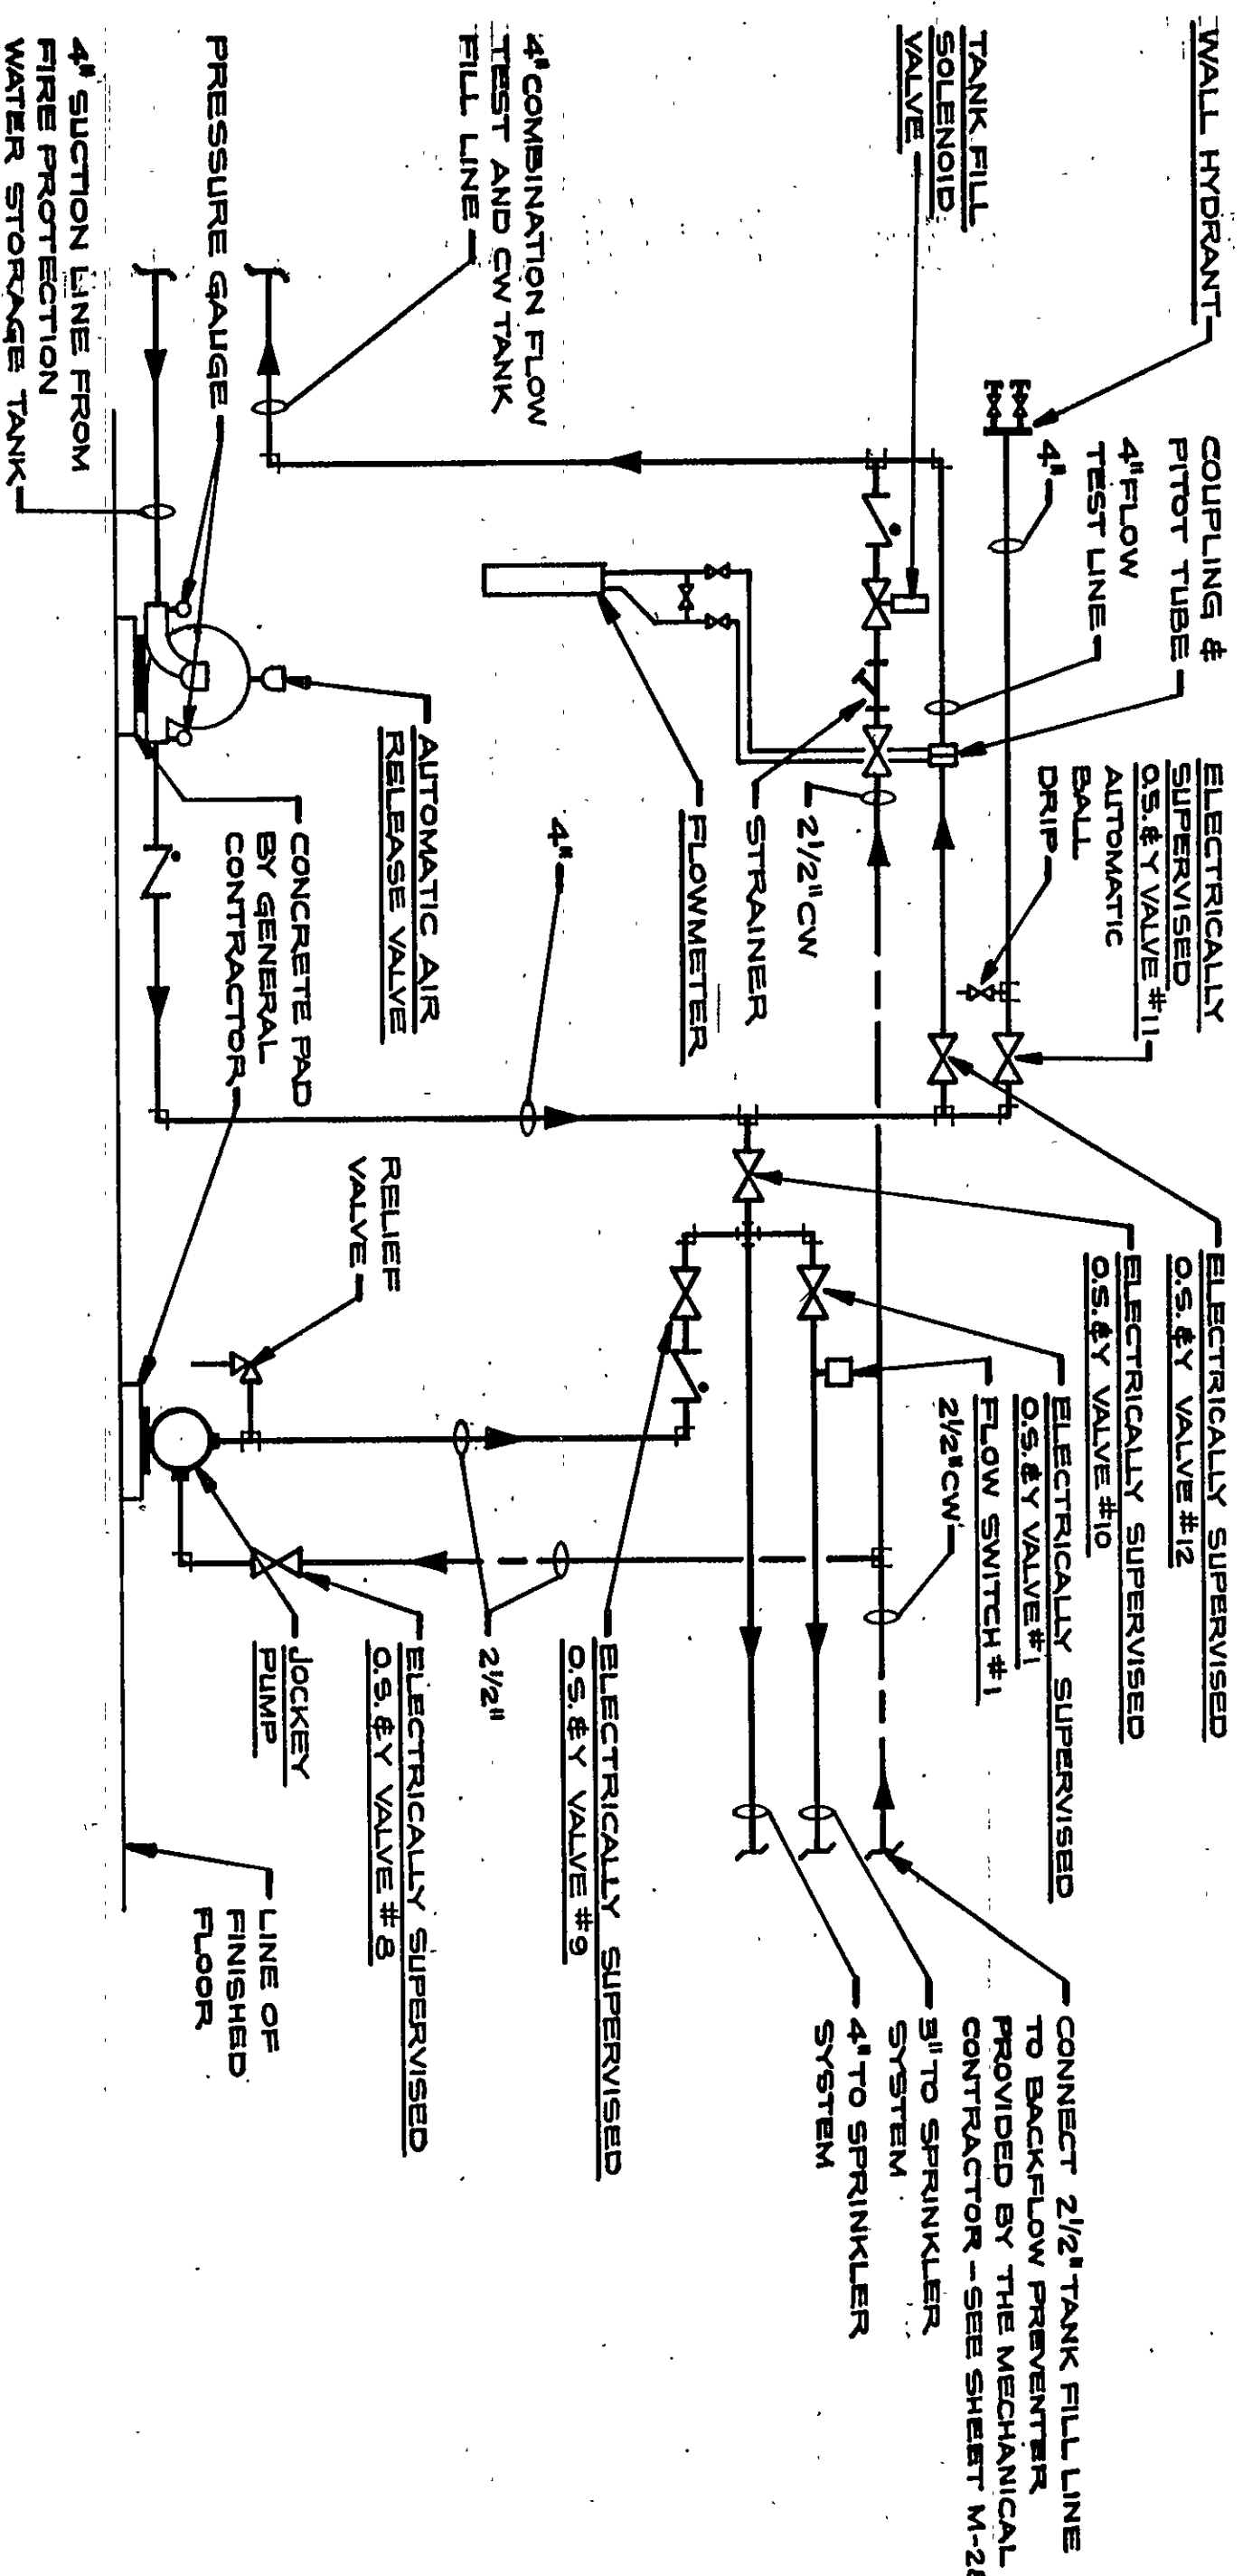 WALL HYDRANT
TANK FILL
SOLENOID
VALVE
4" COMBINATION FLOW
TEST AND CW TANK
FILL LINE
PRESSURE GAUGE
4" SUCTION LINE FROM
FIRE PROTECTION
WATER STORAGE TANK
COUPLING &
PITOT TUBE
4" FLOW
TEST LINE
4"
ELECTRICALLY
SUPERVISED
O.S. & Y VALVE #11
AUTOMATIC
BALL
DRIP
2 1/2" CW
STRAINER
FLOWMETER
4"
AUTOMATIC AIR
RELEASE VALVE
CONCRETE PAD
BY GENERAL
CONTRACTOR
ELECTRICALLY SUPERVISED
O.S. & Y VALVE #12
ELECTRICALLY SUPERVISED
O.S. & Y VALVE #10
ELECTRICALLY SUPERVISED
O.S. & Y VALVE #1
FLOW SWITCH #1
2 1/2" CW
RELIEF
VALVE
ELECTRICALLY SUPERVISED
O.S. & Y VALVE #9
2 1/2"
ELECTRICALLY SUPERVISED
O.S. & Y VALVE #8
JOCKEY
PUMP
LINE OF
FINISHED
FLOOR
CONNECT 2 1/2" TANK FILL LINE
TO BACKFLOW PREVENTER
PROVIDED BY THE MECHANICAL
CONTRACTOR - SEE SHEET
3" TO SPRINKLER
SYSTEM
4" TO SPRINKLER
SYSTEM